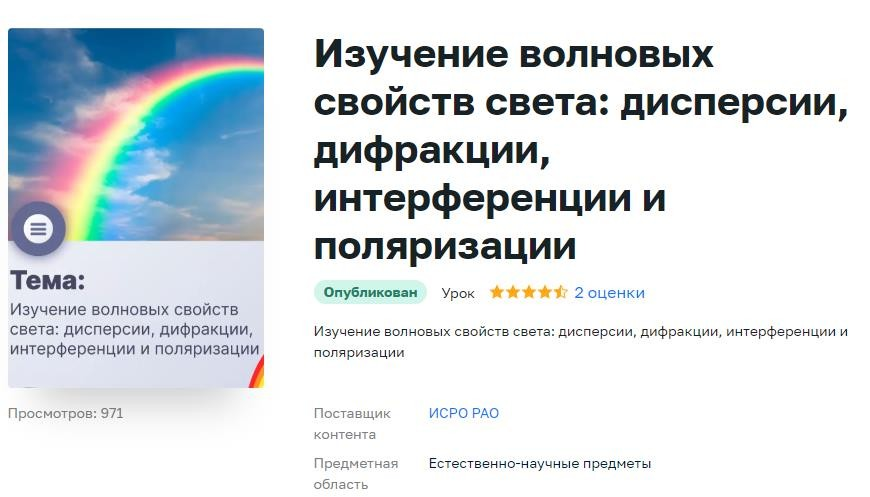 Изучение волновых
свойств света: дисперсии,
дифракции,
интерференции и
поляризации
Тема:
Изучение волновых свойств
света: дисперсии, дифракции,
интерференции и поляризации
Опубликован Урок 2 оценки
Изучение волновых свойств света: дисперсии, дифракции, интерференции и
поляризации
Просмотров: 971
Поставщик ИСРО РАО
контента
Предметная Естественно-научные предметы
область